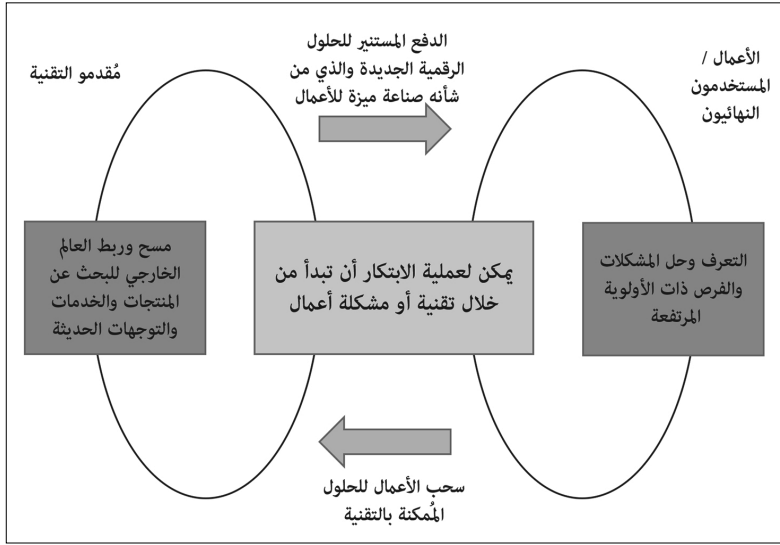 الأعمال /
المستخدمون
النهائيون
الدفع المستنير للحلول
الرقمية الجديدة والذي من
شأنه صناعة ميزة للأعمال
مُقدمو التقنية
التعرف وحل المشكلات
والفرص ذات الأولوية
المرتفعة
يمكن لعملية الابتكار أن تبدأ من
خلال تقنية أو مشكلة أعمال
مسح وربط العالم
الخارجي للبحث عن
المنتجات والخدمات
والتوجهات الحديثة
سحب الأعمال للحلول
المُمكنة بالتقنية